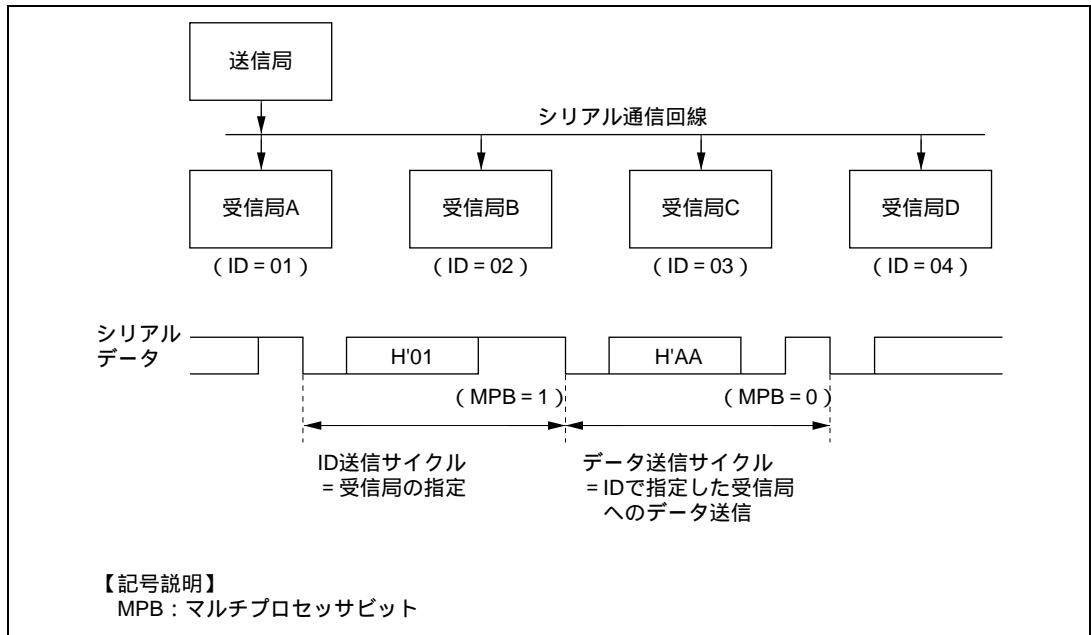 送信局
シリアル通信回線
受信局A 受信局B 受信局C 受信局D
（ID = 01） （ID = 02） （ID = 03） （ID = 04）
シリアル
データ
H'01 H'AA
（MPB = 1） （MPB = 0）
ID送信サイクル
= 受信局の指定
データ送信サイクル
= IDで指定した受信局
へのデータ送信
【記号説明】
MPB：マルチプロセッサビット